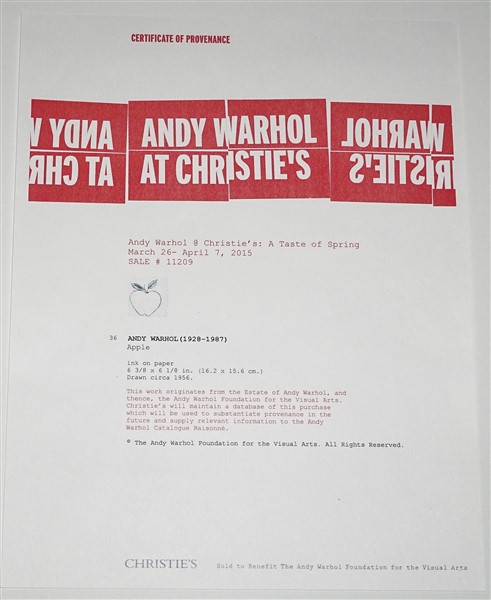 CERTIFICATE OF PROVENANCE
ANDY W ANDY WARHOL WARHOL
AT CHR AT CHRISTIE'S RISTIE'S
Andy Warhol @ Christie's: A Taste of Spring
March 26- April 7, 2015
SALE # 11209
36 ANDY WARHOL(1928-1987)
Apple
ink on paper
6 3/8 x 6 1/8 in. (16.2 x 15.6 cm.)
Drawn circa 1956.
This work originates from the Estate of Andy Warhol, and
thence, the Andy Warhol Foundation for the Visual Arts.
Christie's will maintain a database of this purchase
which will be used to substantiate provenance in the
future and supply relevant information to the Andy
Warhol Catalogue Raisonné.
© The Andy Warhol Foundation for the Visual Arts. All Rights Reserved.
CHRISTIE'S Sold to Benefit The Andy Warhol Foundation for the Visual Arts